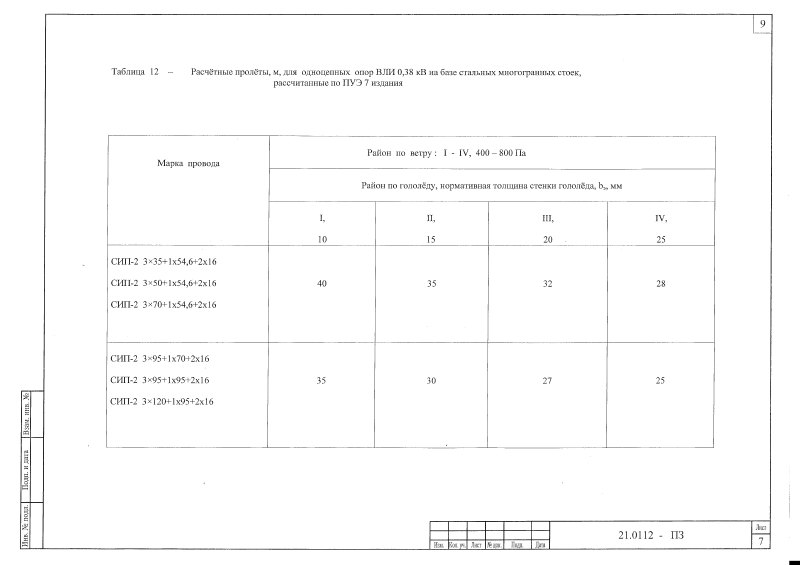 9
Таблица 12 – Расчётные пролёты, м, для одноцепных опор ВЛИ 0,38 кВ на базе стальных многогранных стоек,
рассчитанные по ПУЭ 7 издания
Марка провода
Район по ветру : I - IV, 400 – 800 Па
Район по гололёду, нормативная толщина стенки гололёда, bэ, мм
I, II, III, IV,
10 15 20 25
СИП-2 3×35+1х54,6+2х16
СИП-2 3×50+1х54,6+2х16 40 35 32 28
СИП-2 3×70+1х54,6+2х16
СИП-2 3×95+1х70+2х16
СИП-2 3×95+1х95+2х16 35 30 27 25
СИП-2 3×120+1х95+2х16
Взам. инв. №
Подп. и дата
Инв. № подл.
Изм. Кол. уч. Лист № док. Подп. Дата
21.0112 - ПЗ
Лист
7